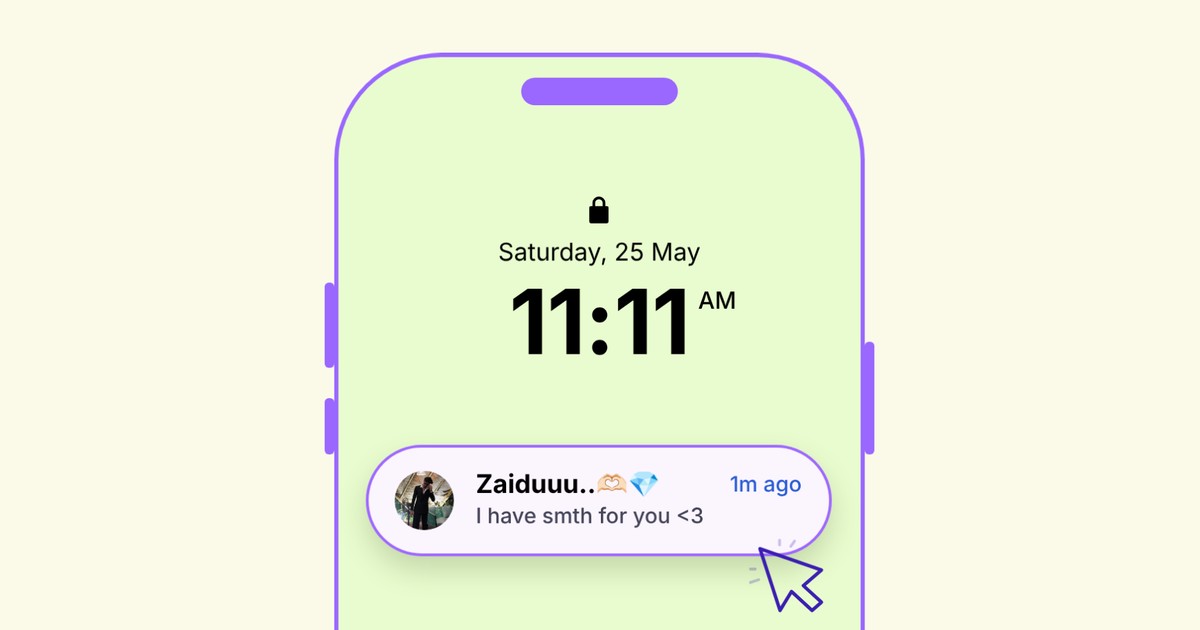 Saturday, 25 May
11:11 AM
Zaiduuu..🫶🏻💎 1m ago
I have smth for you <3